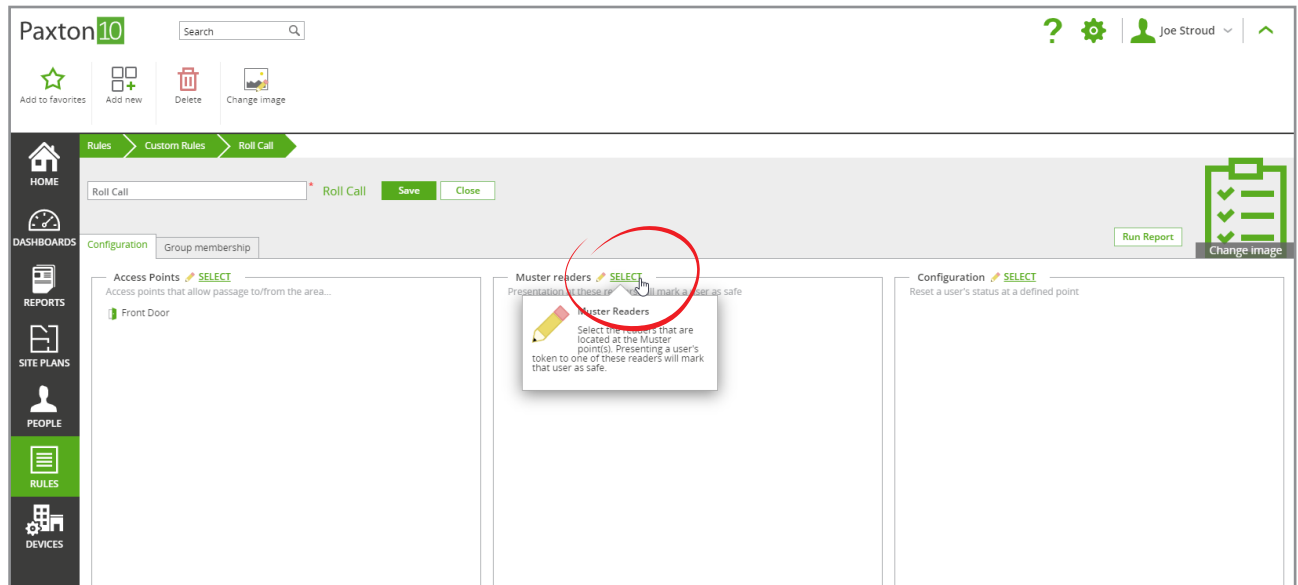 Paxton 10
Search
Joe Stroud
Add to favorites
Add new
Delete
Change image
Rules
Custom Rules
Roll Call
HOME
DASHBOARDS
REPORTS
SITE PLANS
PEOPLE
RULES
DEVICES
Roll Call
* Roll Call
Save
Close
Run Report
Change image
Configuration
Group membership
Access Points SELECT
Access points that allow passage to/from the area...
Front Door
Muster readers SELECT
Presentation at these readers will mark a user as safe
Muster Readers
Select the readers that are
located at the Muster
point(s). Presenting a user's
token to one of these readers will mark
that user as safe.
Configuration SELECT
Reset a user's status at a defined point